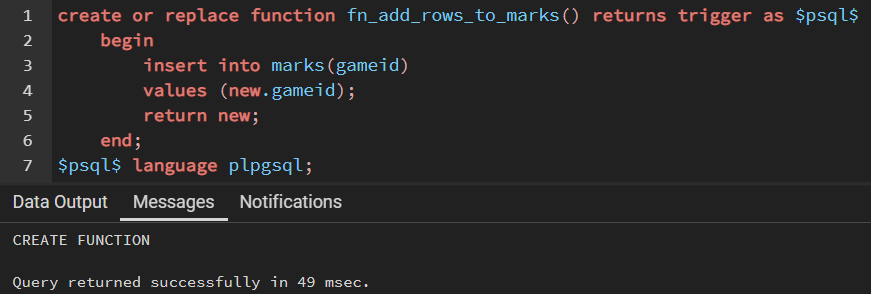 1 create or replace function fn_add_rows_to_marks() returns trigger as $psql$
2 begin
3 insert into marks(gameid)
4 values (new.gameid);
5 return new;
6 end;
7 $psql$ language plpgsql;
Data Output Messages Notifications
CREATE FUNCTION
Query returned successfully in 49 msec.